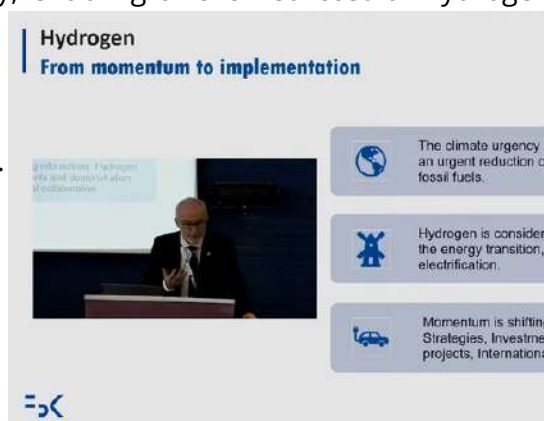 Hydrogen
From momentum to implementation
The climate urgency
an urgent reduction
fossil fuels.
Hydrogen is consider
the energy transition,
electrification.
Momentum is shifting
Strategies, Investme
projects, Internationa